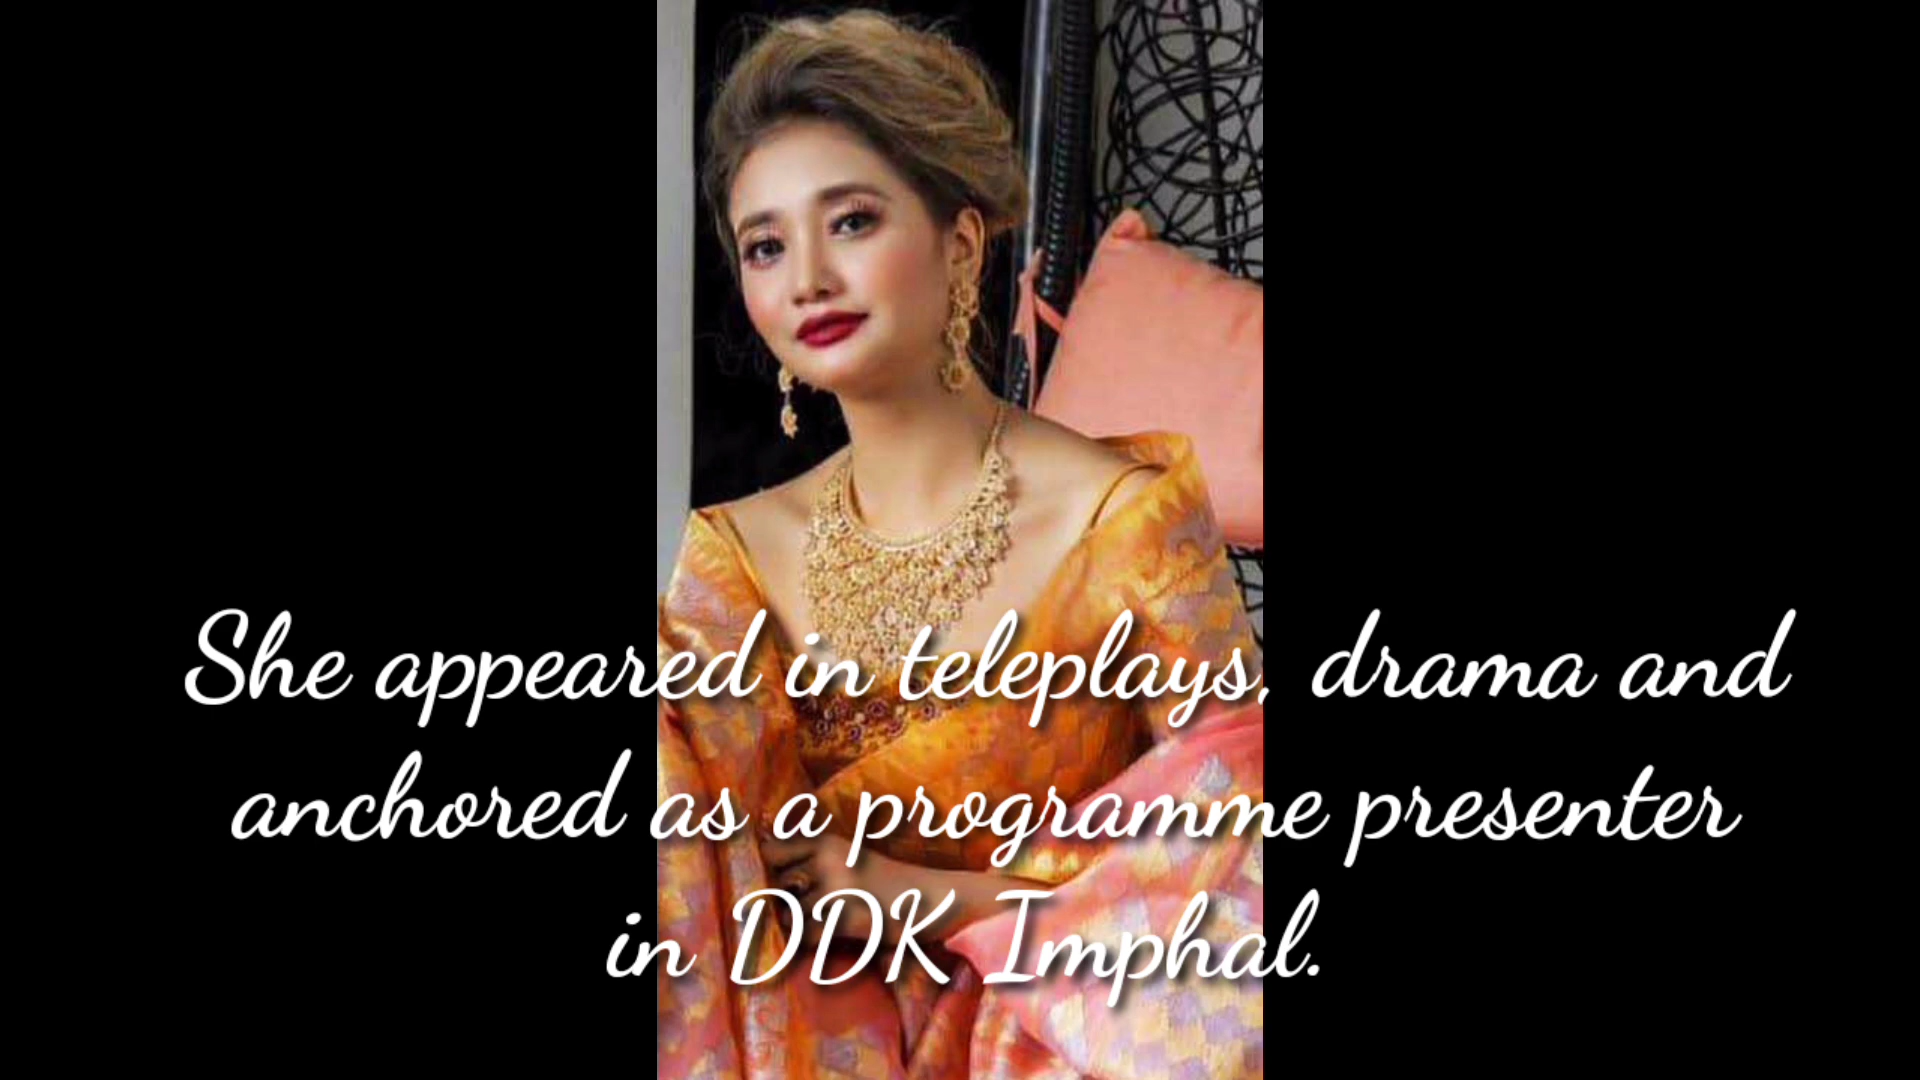 She appeared in teleplays, drama and
anchored as a programme presenter
in DDK Imphal.